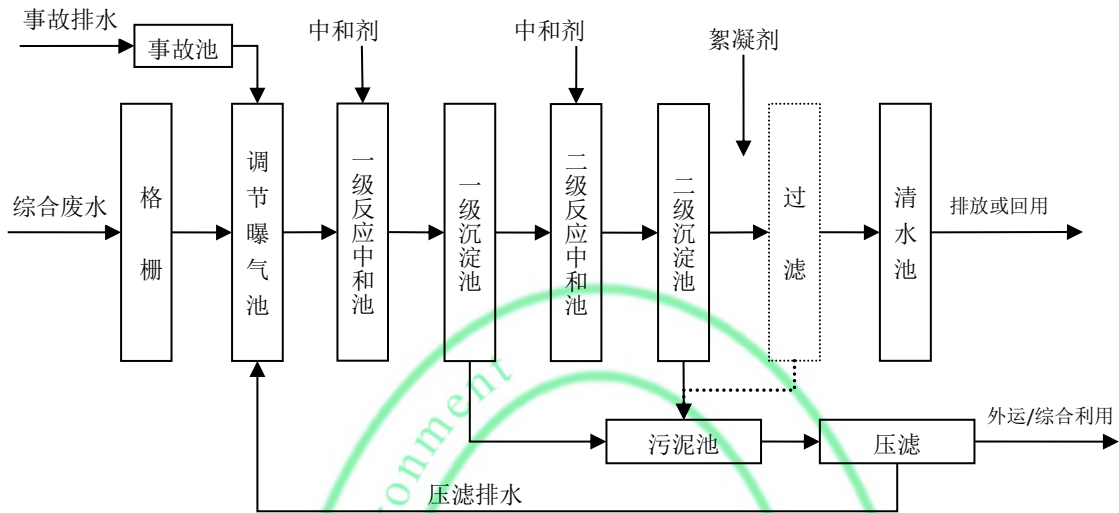 事故排水
事故池
中和剂
中和剂
絮凝剂
综合废水
格栅
调节曝气池
一级反应中和池
一级沉淀池
二级反应中和池
二级沉淀池
过滤
清水池
排放或回用
污泥池
压滤
外运/综合利用
压滤排水
onment